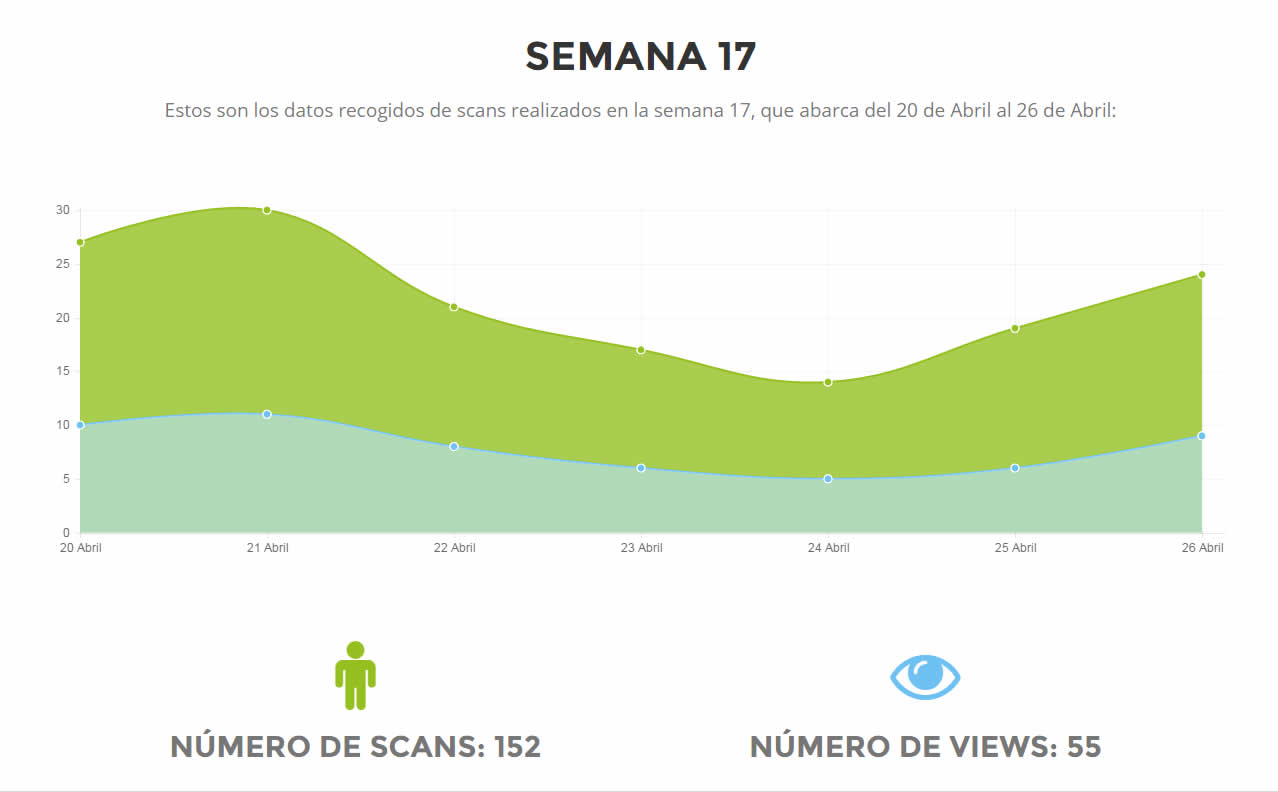 SEMANA 17
Estos son los datos recogidos de scans realizados en la semana 17, que abarca del 20 de Abril al 26 de Abril:
30
25
20
15
10
5
0
20 Abril 21 Abril 22 Abril 23 Abril 24 Abril 25 Abril 26 Abril
NÚMERO DE SCANS: 152 NÚMERO DE VIEWS: 55